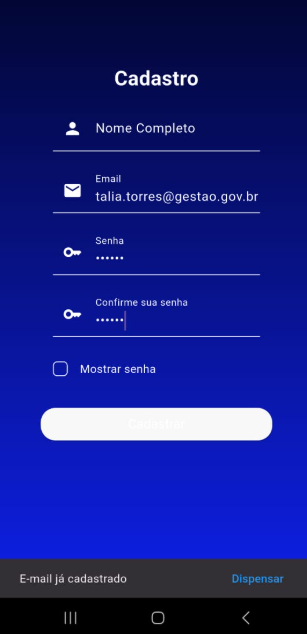 Cadastro
Nome Completo
Email
talia.torres@gestao.gov.br
Senha
••••••
Confirme sua senha
••••••
Mostrar senha
Cadastrar
E-mail já cadastrado
Dispensar